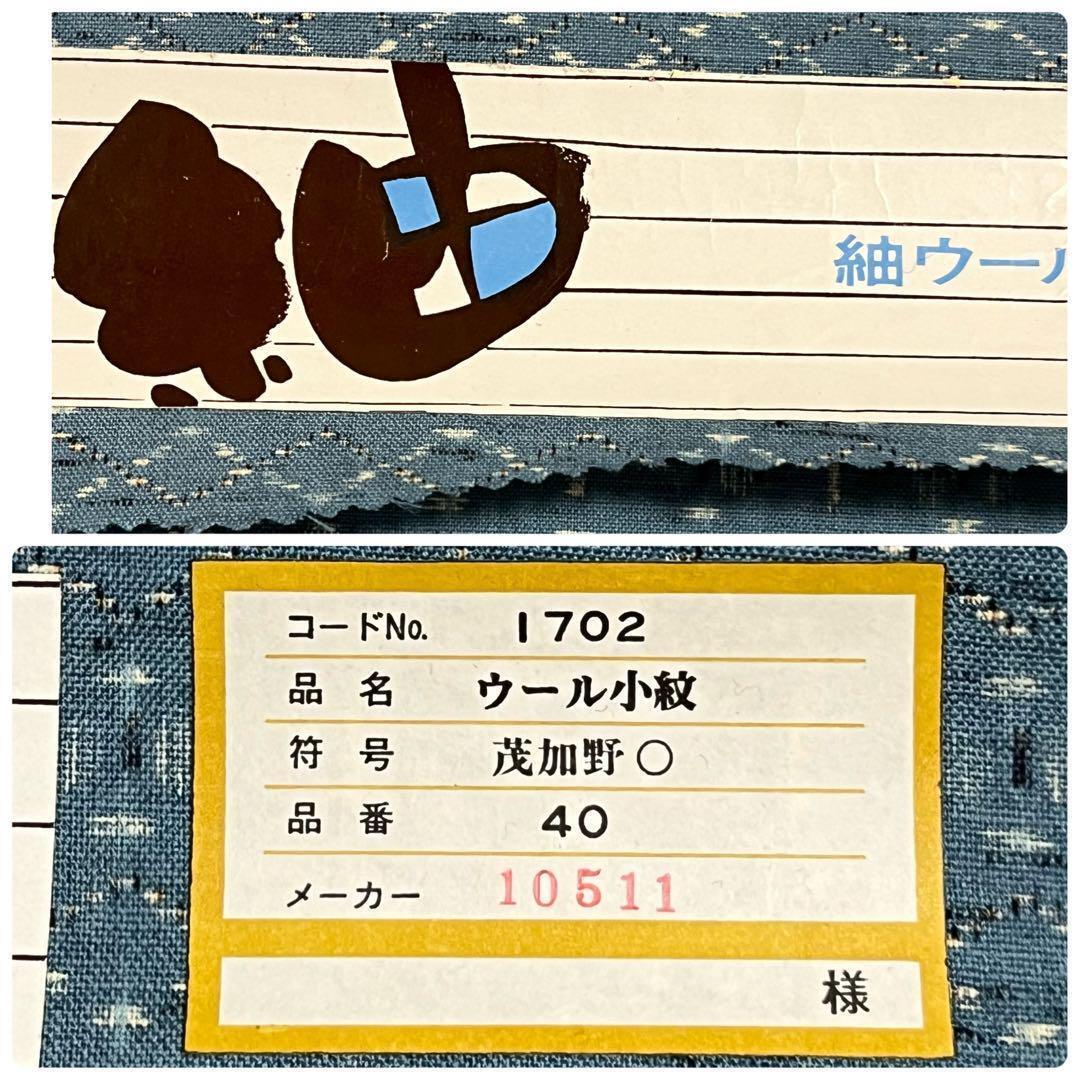 紬
紬ウール
コードNo. 1702
品名 ウール小紋
符号 茂加野○
品番 40
メーカー 10511
様